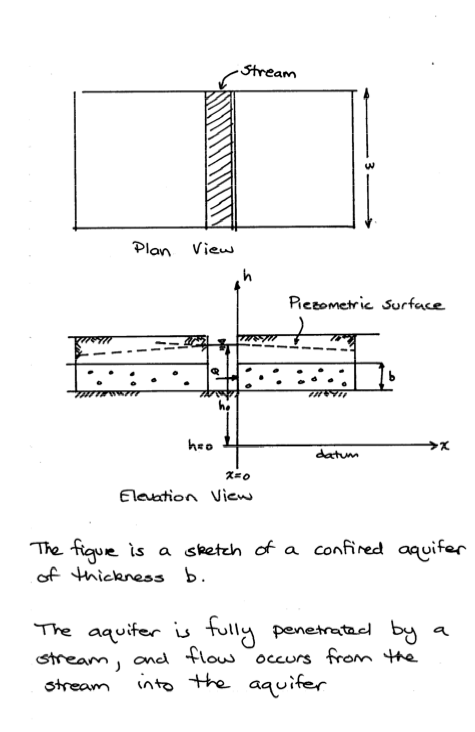 Stream
w
Plan View
h
Piezometric Surface
Q
b
h₀
h=0
datum
x
x=0
Elevation View
The figure is a sketch of a confined aquifer
of thickness b.
The aquifer is fully penetrated by a
stream, and flow occurs from the
stream into the aquifer